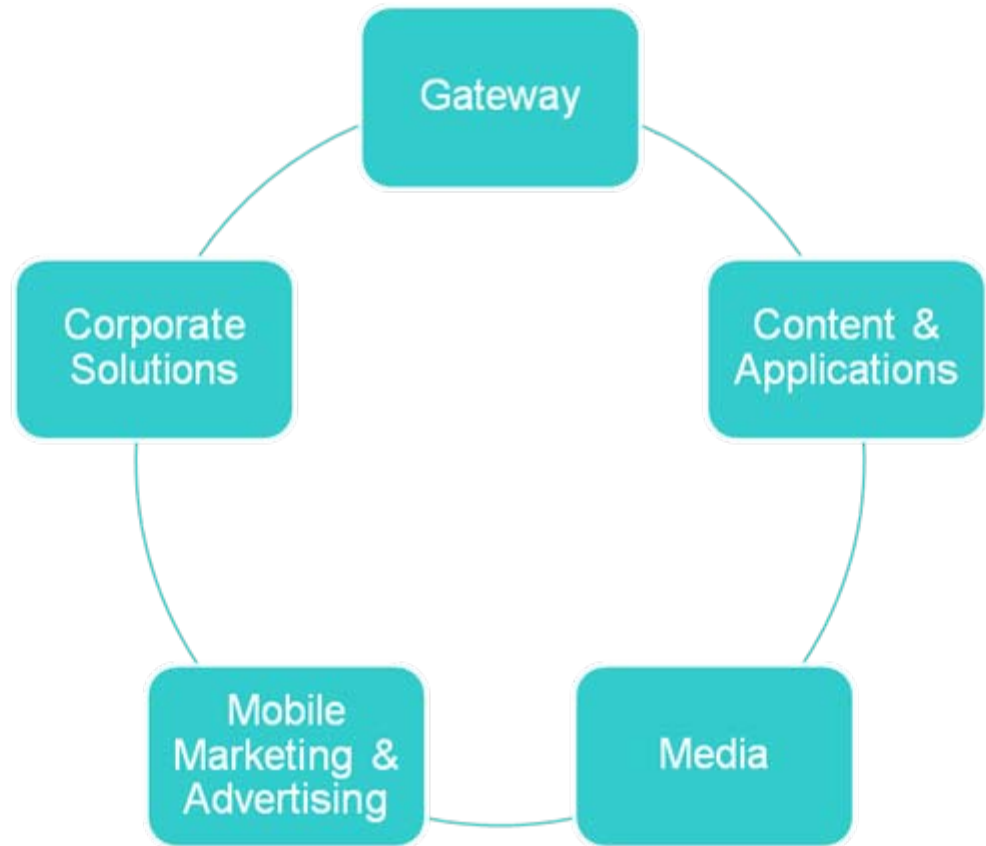 Gateway
Corporate
Solutions
Content &
Applications
Mobile
Marketing &
Advertising
Media